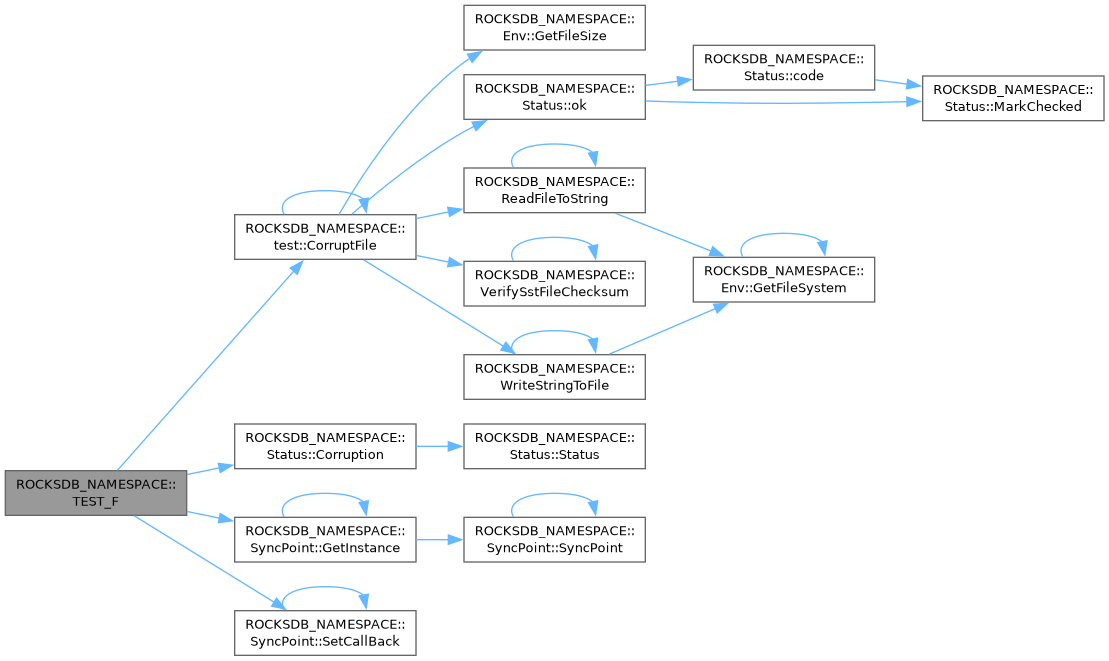 ROCKSDB_NAMESPACE::
TEST_F
ROCKSDB_NAMESPACE::
test::CorruptFile
ROCKSDB_NAMESPACE::
Env::GetFileSize
ROCKSDB_NAMESPACE::
Status::ok
ROCKSDB_NAMESPACE::
Status::code
ROCKSDB_NAMESPACE::
Status::MarkChecked
ROCKSDB_NAMESPACE::
ReadFileToString
ROCKSDB_NAMESPACE::
Env::GetFileSystem
ROCKSDB_NAMESPACE::
VerifySstFileChecksum
ROCKSDB_NAMESPACE::
WriteStringToFile
ROCKSDB_NAMESPACE::
Status::Corruption
ROCKSDB_NAMESPACE::
Status::Status
ROCKSDB_NAMESPACE::
SyncPoint::GetInstance
ROCKSDB_NAMESPACE::
SyncPoint::SyncPoint
ROCKSDB_NAMESPACE::
SyncPoint::SetCallBack